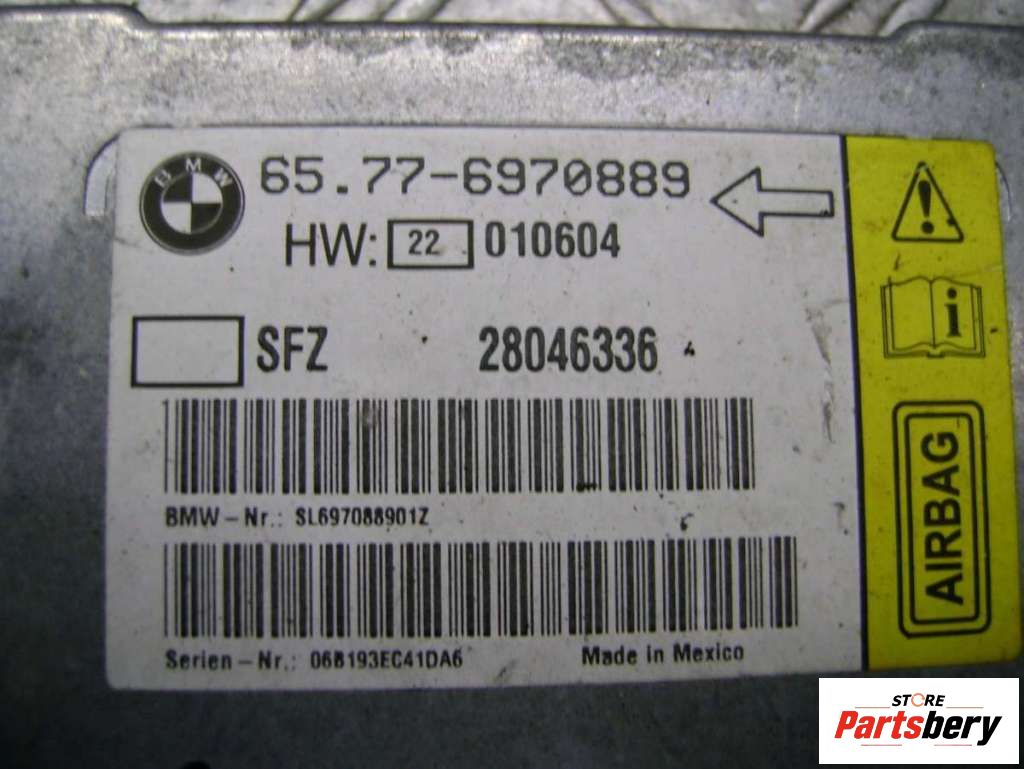 BMW
65.77-6970889
HW: 22 010604
SFZ 28046336
BMW-Nr.: SL697088901Z
Serien-Nr.: 068193EC41DA6
Made in Mexico
i
AIRBAG
STORE
Partsbery